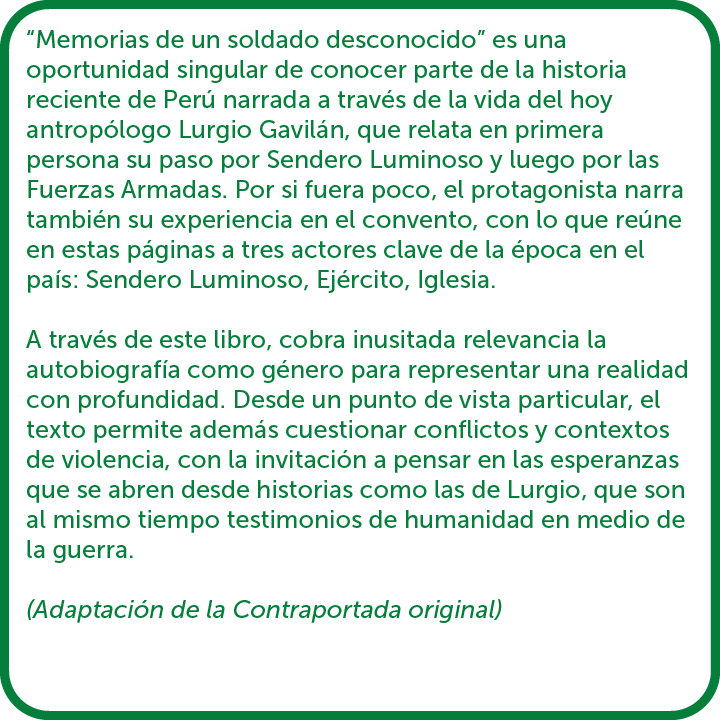 “Memorias de un soldado desconocido” es una
oportunidad singular de conocer parte de la historia
reciente de Perú narrada a través de la vida del hoy
antropólogo Lurgio Gavilán, que relata en primera
persona su paso por Sendero Luminoso y luego por las
Fuerzas Armadas. Por si fuera poco, el protagonista narra
también su experiencia en el convento, con lo que reúne
en estas páginas a tres actores clave de la época en el
país: Sendero Luminoso, Ejército, Iglesia.
A través de este libro, cobra inusitada relevancia la
autobiografía como género para representar una realidad
con profundidad. Desde un punto de vista particular, el
texto permite además cuestionar conflictos y contextos
de violencia, con la invitación a pensar en las esperanzas
que se abren desde historias como las de Lurgio, que son
al mismo tiempo testimonios de humanidad en medio de
la guerra.
(Adaptación de la Contraportada original)